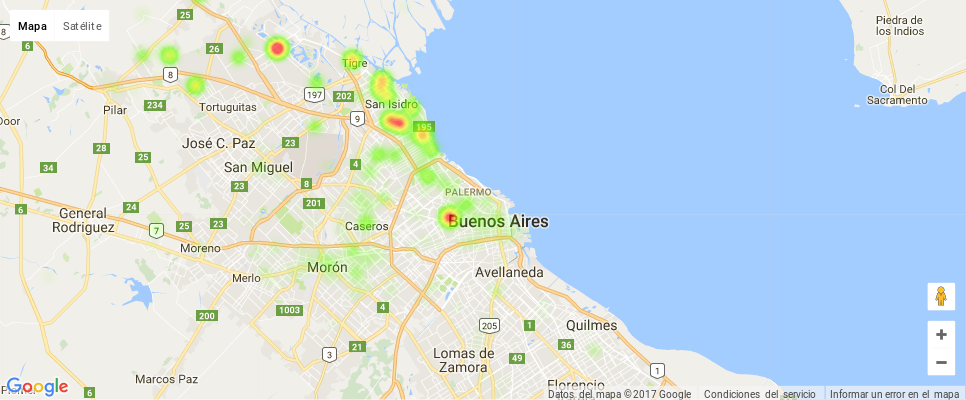 Mapa
Satélite
25
26
6
8
Tigre
Piedra de
los Indios
Col Del
Sacramento
197
202
San Isidro
234
Tortuguitas
Pilar
9
195
Door
José C. Paz
23
24
34
San Miguel
4
8
23
23
PALERMO
General
Rodriguez
24
201
7
25
Caseros
Buenos Aires
Moreno
Merlo
Morón
Avellaneda
200
1003
4
205
1
Quilmes
3
21
Lomas de
Zamora
49
36
1
Marcos Paz
Florencio
6
24
Google
Datos del mapa ©2017 Google
Condiciones del servicio
Informar un error en el mapa